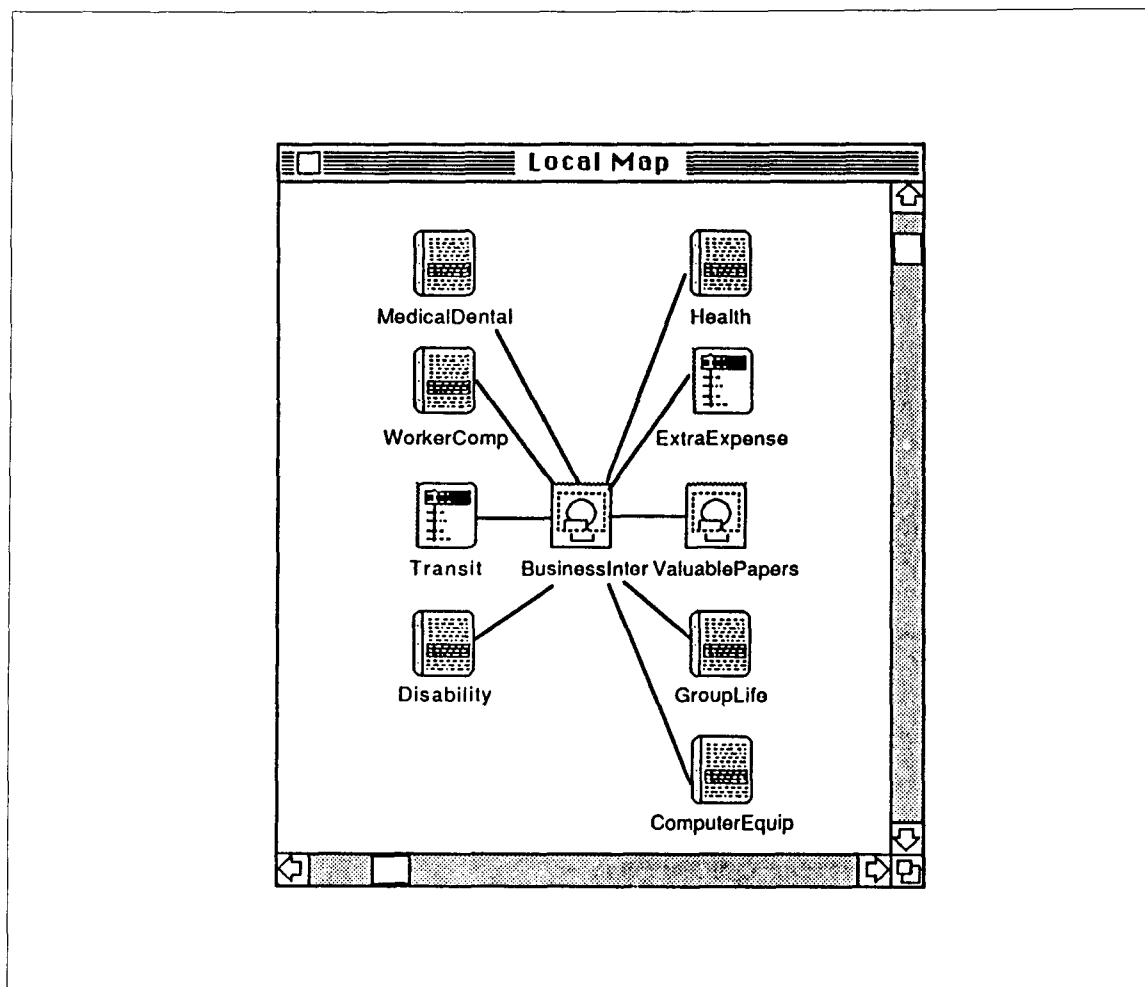 Local Map
MedicalDental
Health
WorkerComp
ExtraExpense
Transit
BusinessInter
ValuablePapers
Disability
GroupLife
ComputerEquip